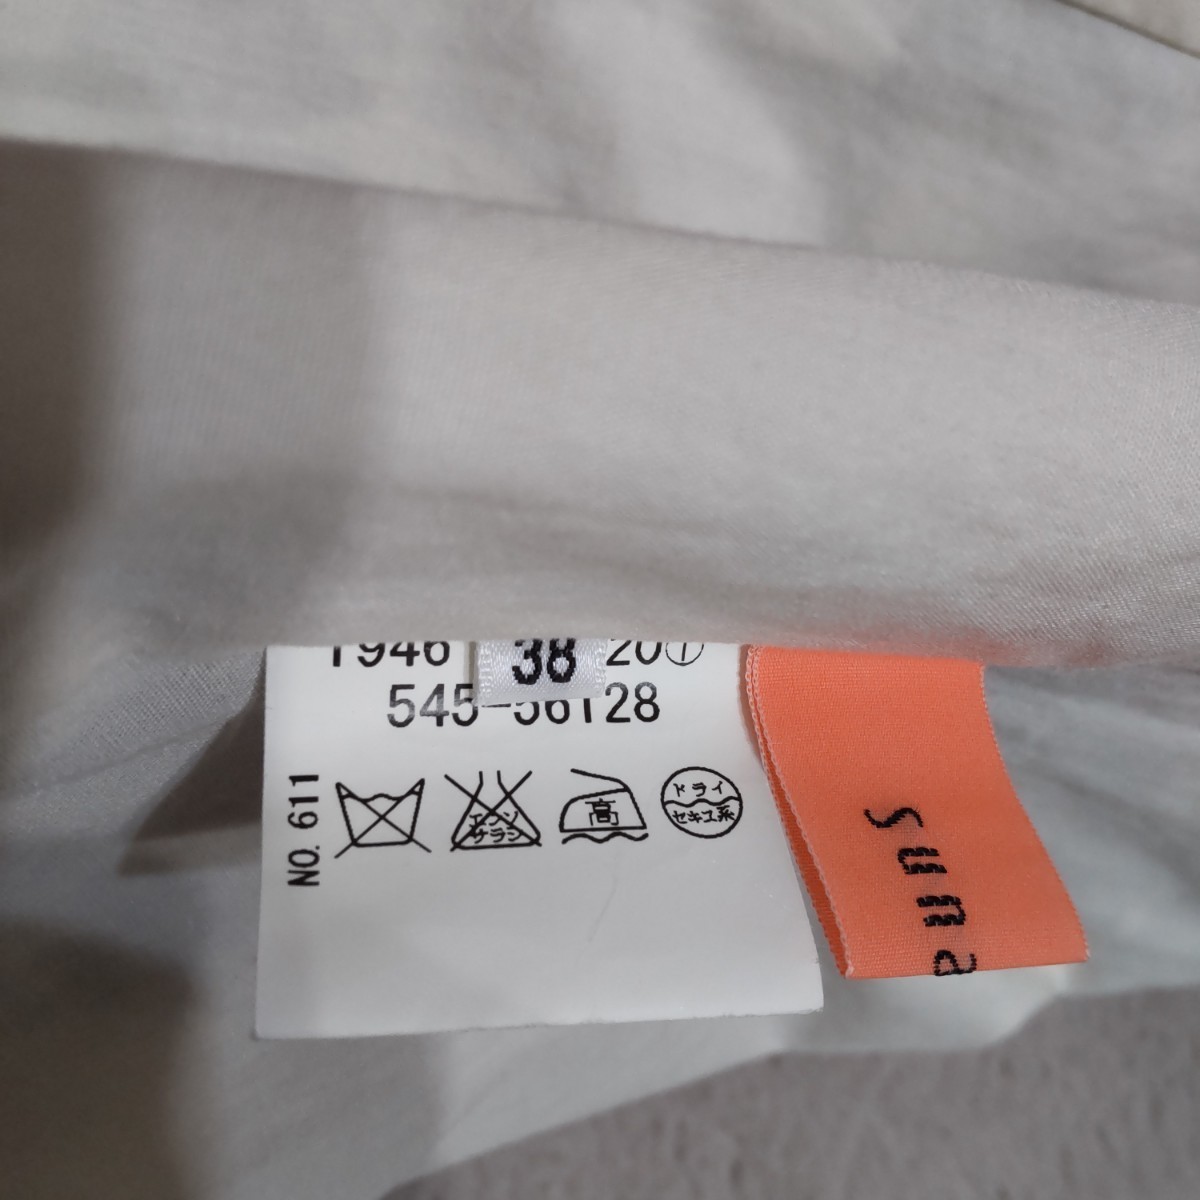 1946 38 20①
545-56128
NO. 611
エンソ
サラシ
高
ドライ
セキユ系